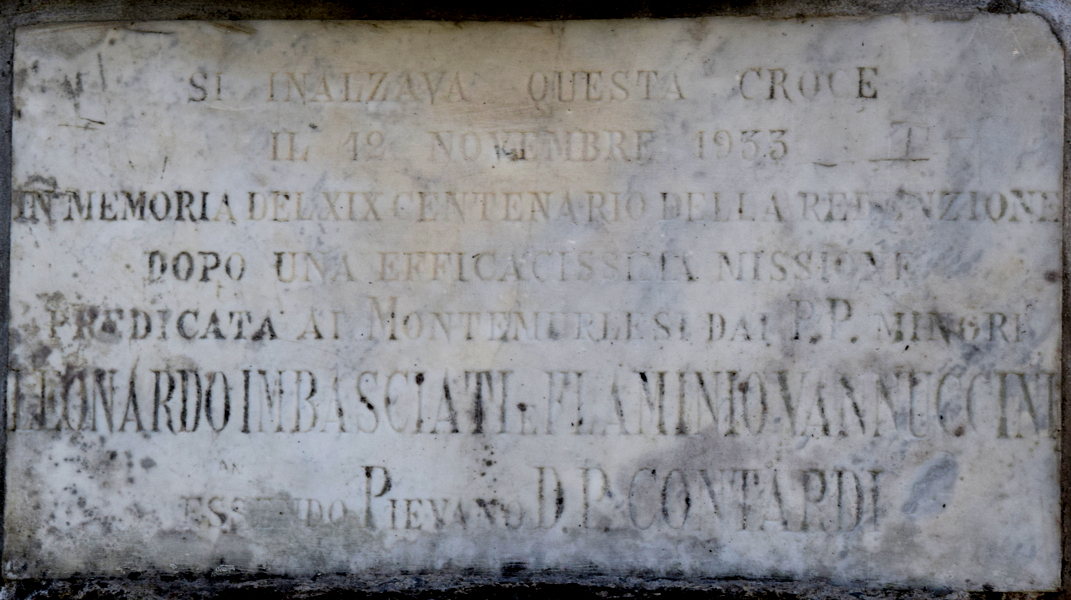 SI INALZAVA QUESTA CROCE
IL 12 NOVEMBRE 1933
IN MEMORIA DEL XIX CENTENARIO DELLA REDENZIONE
DOPO UNA EFFICACISSIMA MISSIONE
PREDICATA AI MONTEMURLESI DAI P.P. MINORI
LEONARDO IMBASCIATI E FLAMINIO VANNUCCINI
ESSENDO PIEVANO D.P. CONTARDI